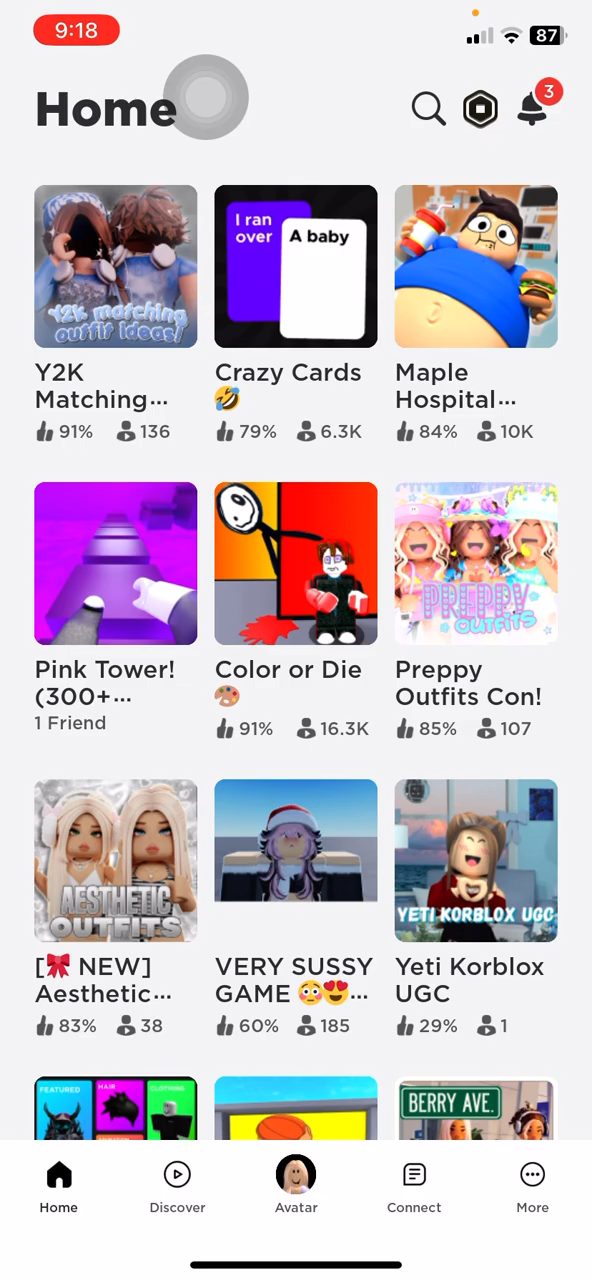 9:18
87
Home
3
Y2K matching
outfit ideas!
I ran
over
A baby
Y2K
Matching...
91% 136
Crazy Cards
🤣
79% 6.3K
Maple
Hospital...
84% 10K
PREPPY
OUTFITS
Pink Tower!
(300+...
1 Friend
Color or Die
🎨
91% 16.3K
Preppy
Outfits Con!
85% 107
AESTHETIC
OUTFITS
YETI KORBLOX UGC
[🎀 NEW]
Aesthetic...
83% 38
VERY SUSSY
GAME 😳😍...
60% 185
Yeti Korblox
UGC
29% 1
FEATURED
HAIR
CLOTHING
BERRY AVE.
Home
Discover
Avatar
Connect
More